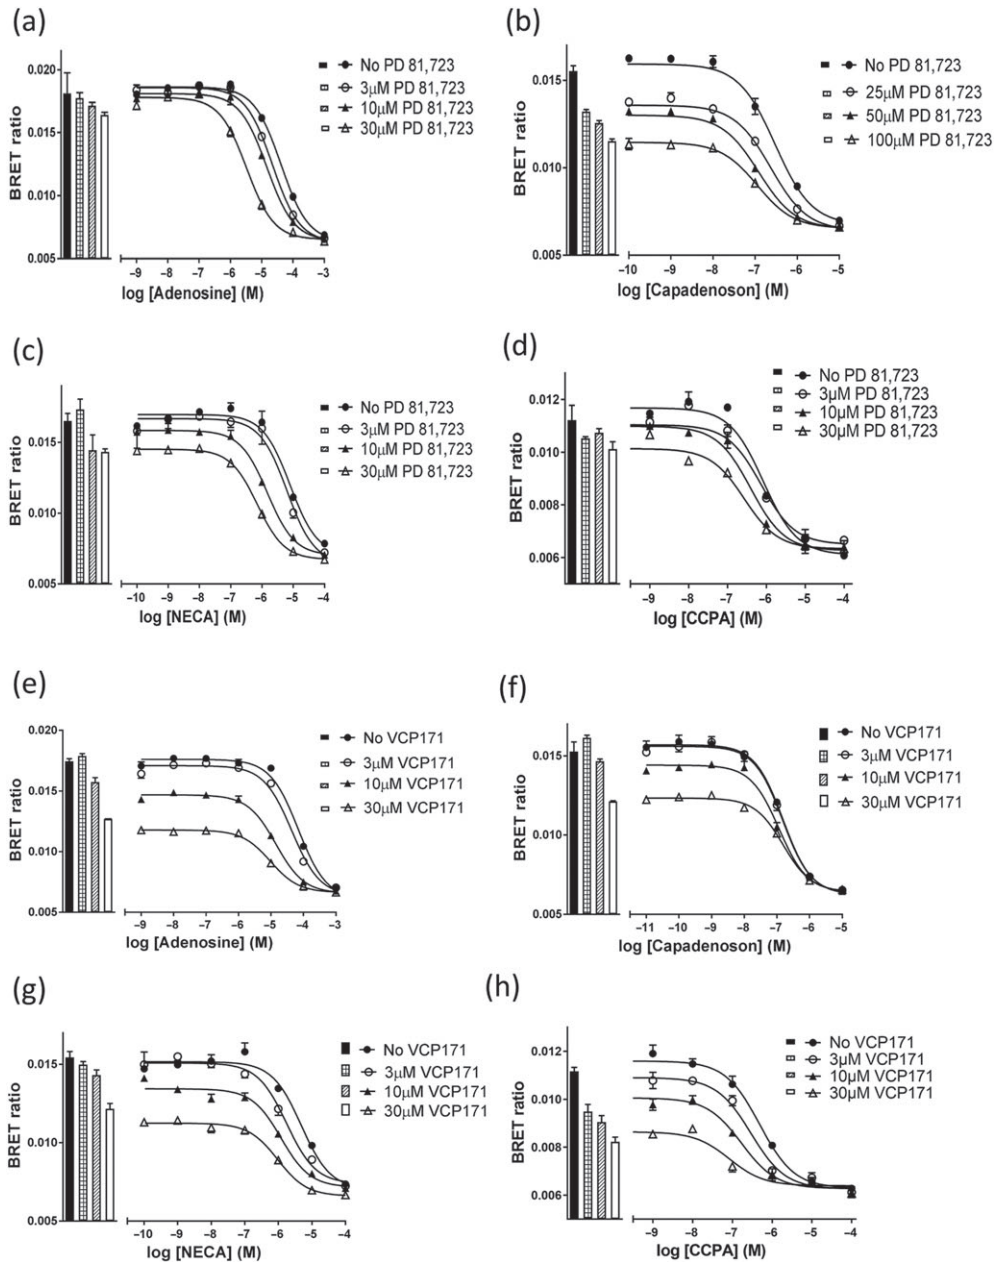 (a)
BRET ratio
0.020
0.015
0.010
0.005
No PD 81,723
3μM PD 81,723
10μM PD 81,723
30μM PD 81,723
−9 −8 −7 −6 −5 −4 −3
log [Adenosine] (M)
(b)
BRET ratio
0.015
0.010
0.005
No PD 81,723
25μM PD 81,723
50μM PD 81,723
100μM PD 81,723
−10 −9 −8 −7 −6 −5
log [Capadenoson] (M)
(c)
BRET ratio
0.015
0.010
0.005
No PD 81,723
3μM PD 81,723
10μM PD 81,723
30μM PD 81,723
−10 −9 −8 −7 −6 −5 −4
log [NECA] (M)
(d)
BRET ratio
0.012
0.010
0.008
0.006
No PD 81,723
3μM PD 81,723
10μM PD 81,723
30μM PD 81,723
−9 −8 −7 −6 −5 −4
log [CCPA] (M)
(e)
BRET ratio
0.020
0.015
0.010
0.005
No VCP171
3μM VCP171
10μM VCP171
30μM VCP171
−9 −8 −7 −6 −5 −4 −3
log [Adenosine] (M)
(f)
BRET ratio
0.015
0.010
0.005
No VCP171
3μM VCP171
10μM VCP171
30μM VCP171
−11 −10 −9 −8 −7 −6 −5
log [Capadenoson] (M)
(g)
BRET ratio
0.015
0.010
0.005
No VCP171
3μM VCP171
10μM VCP171
30μM VCP171
−10 −9 −8 −7 −6 −5 −4
log [NECA] (M)
(h)
BRET ratio
0.012
0.010
0.008
0.006
No VCP171
3μM VCP171
10μM VCP171
30μM VCP171
−9 −8 −7 −6 −5 −4
log [CCPA] (M)